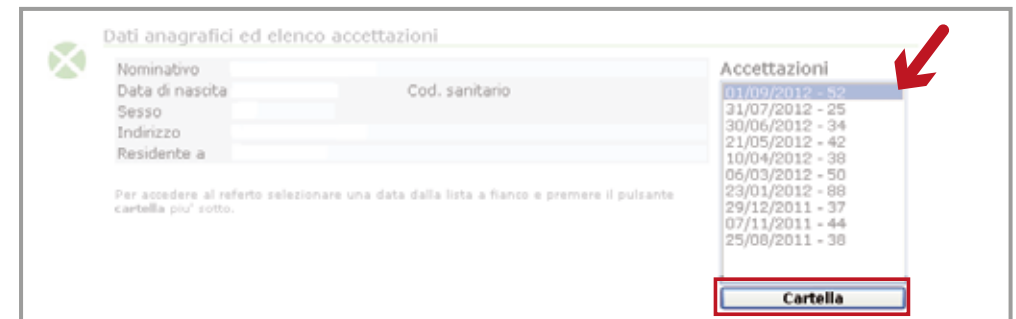 Dati anagrafici ed elenco accettazioni
Nominativo
Data di nascita Cod. sanitario
Sesso
Indirizzo
Residente a
Per accedere al referto selezionare una data dalla lista a fianco e premere il pulsante
cartella piu' sotto.
Accettazioni
01/09/2012 - 52
31/07/2012 - 25
30/06/2012 - 34
21/05/2012 - 42
10/04/2012 - 38
06/03/2012 - 50
23/01/2012 - 88
29/12/2011 - 37
07/11/2011 - 44
25/08/2011 - 38
Cartella